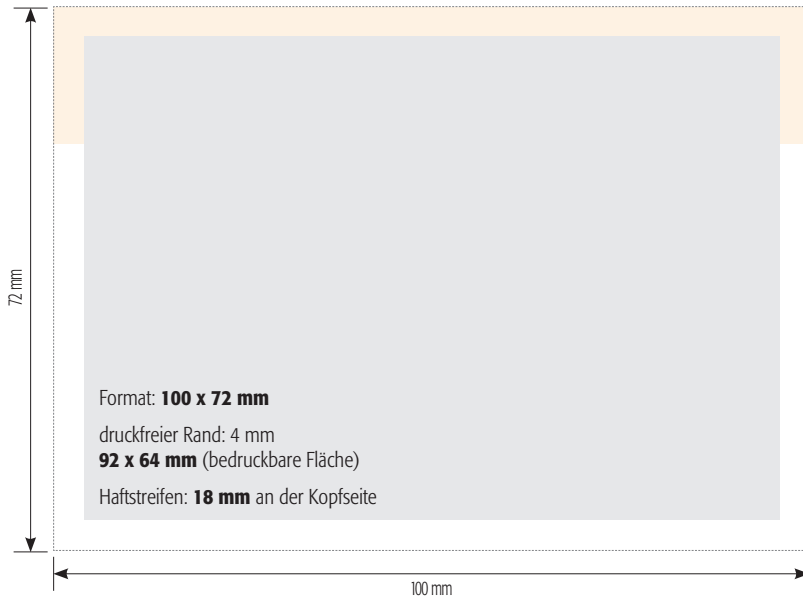 72 mm
Format: 100 x 72 mm
druckfreier Rand: 4 mm
92 x 64 mm (bedruckbare Fläche)
Haftstreifen: 18 mm an der Kopfseite
100 mm